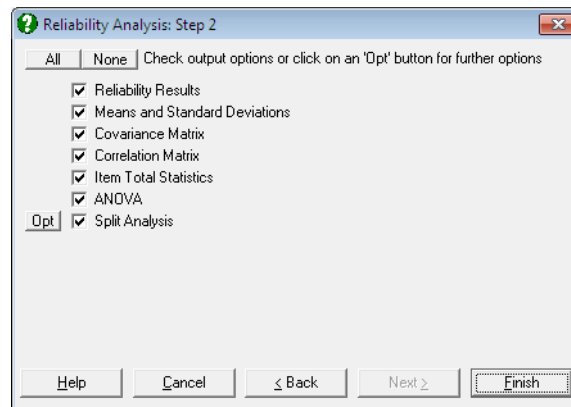 Reliability Analysis: Step 2
All None Check output options or click on an 'Opt' button for further options
Reliability Results
Means and Standard Deviations
Covariance Matrix
Correlation Matrix
Item Total Statistics
ANOVA
Opt Split Analysis
Help Cancel < Back Next > Finish